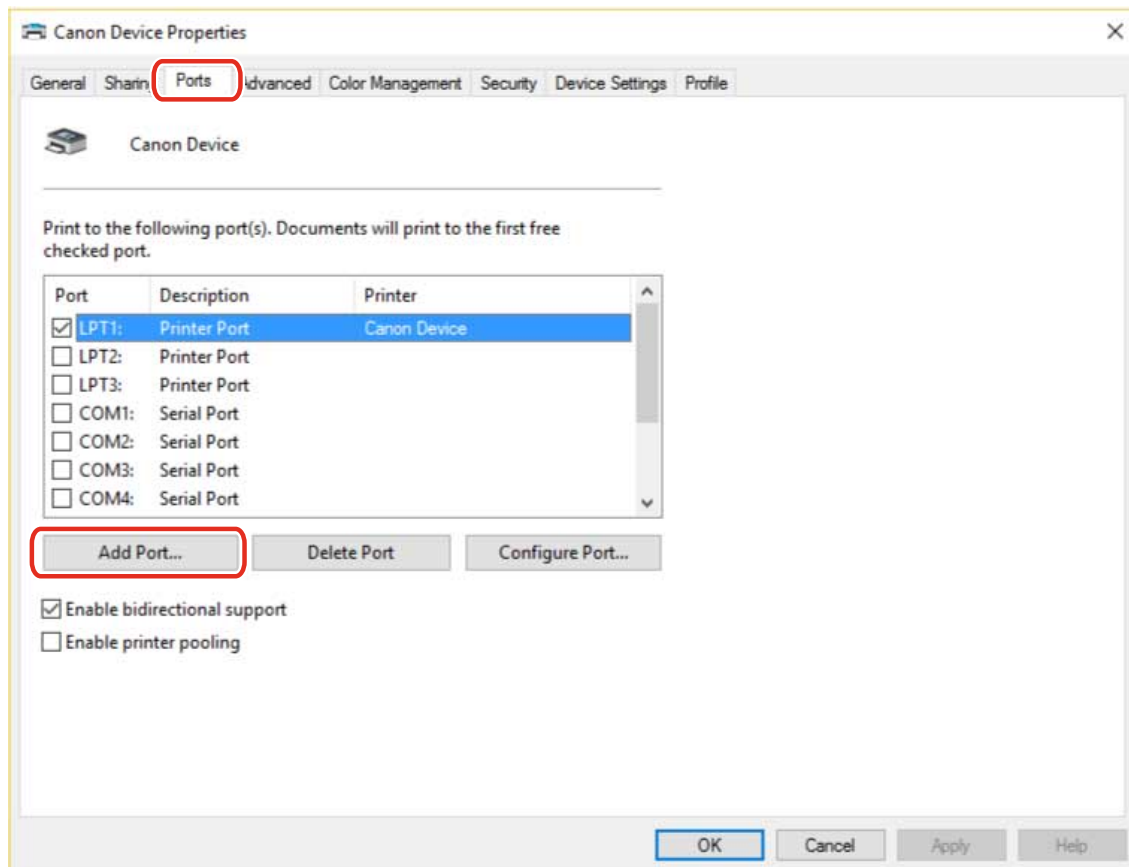 Canon Device Properties
General Sharin Ports dvanced Color Management Security Device Settings Profile
Canon Device
Print to the following port(s). Documents will print to the first free
checked port.
Port Description Printer
LPT1: Printer Port Canon Device
LPT2: Printer Port
LPT3: Printer Port
COM1: Serial Port
COM2: Serial Port
COM3: Serial Port
COM4: Serial Port
Add Port... Delete Port Configure Port...
Enable bidirectional support
Enable printer pooling
OK Cancel Apply Help